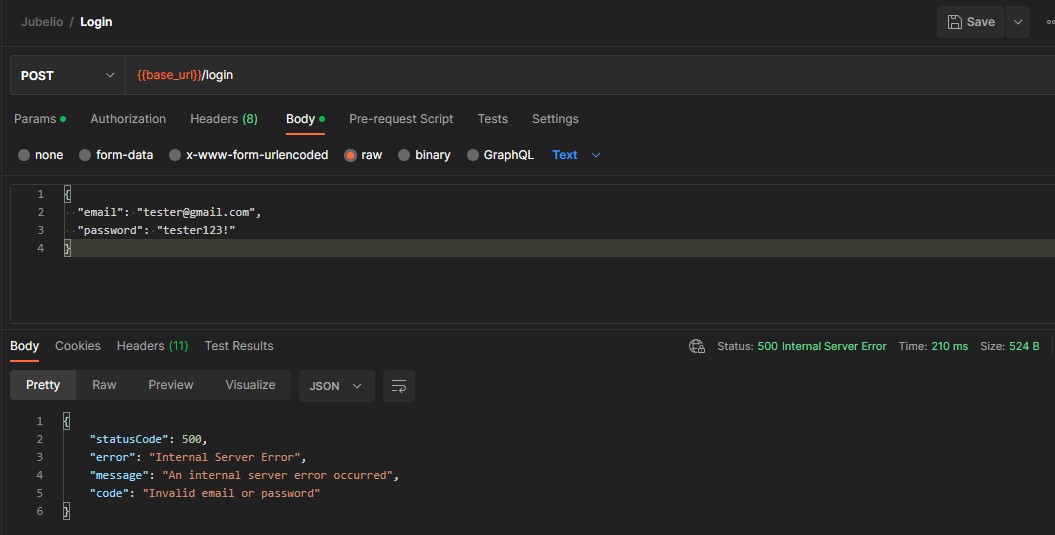 Jubelio / Login
Save
POST {{base_url}}/login
Params Authorization Headers (8) Body Pre-request Script Tests Settings
none form-data x-www-form-urlencoded raw binary GraphQL Text
1 {
2 "email": "tester@gmail.com",
3 "password": "tester123!"
4 }
Body Cookies Headers (11) Test Results Status: 500 Internal Server Error Time: 210 ms Size: 524 B
Pretty Raw Preview Visualize JSON
1 {
2 "statusCode": 500,
3 "error": "Internal Server Error",
4 "message": "An internal server error occurred",
5 "code": "Invalid email or password"
6 }